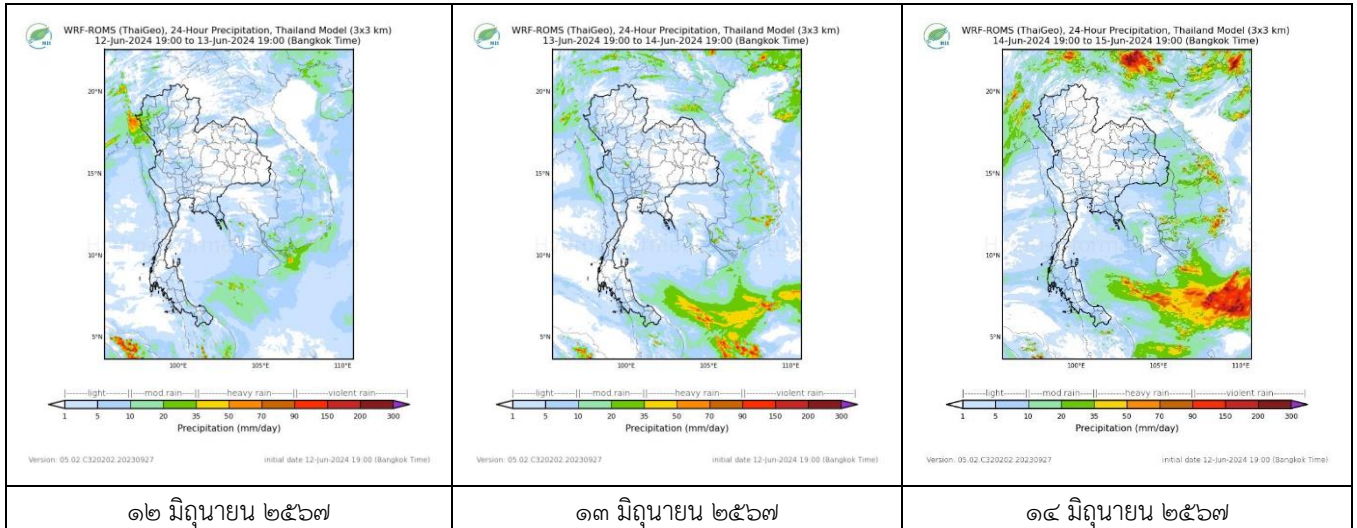 WRF-ROMS (ThaiGeo), 24-Hour Precipitation, Thailand Model (3x3 km)
12-Jun-2024 19:00 to 13-Jun-2024 19:00 (Bangkok Time)
20°N
15°N
10°N
5°N
100°E 105°E 110°E
light mod rain heavy rain violent rain
1 5 10 20 35 50 70 90 150 200 300
Precipitation (mm/day)
Version: 05.02.C320202.20230927 initial date 12-Jun-2024 19:00 (Bangkok Time)
๑๒ มิถุนายน ๒๕๖๗
WRF-ROMS (ThaiGeo), 24-Hour Precipitation, Thailand Model (3x3 km)
13-Jun-2024 19:00 to 14-Jun-2024 19:00 (Bangkok Time)
20°N
15°N
10°N
5°N
100°E 105°E 110°E
light mod rain heavy rain violent rain
1 5 10 20 35 50 70 90 150 200 300
Precipitation (mm/day)
Version: 05.02.C320202.20230927 initial date 12-Jun-2024 19:00 (Bangkok Time)
๑๓ มิถุนายน ๒๕๖๗
WRF-ROMS (ThaiGeo), 24-Hour Precipitation, Thailand Model (3x3 km)
14-Jun-2024 19:00 to 15-Jun-2024 19:00 (Bangkok Time)
20°N
15°N
10°N
5°N
100°E 105°E 110°E
light mod rain heavy rain violent rain
1 5 10 20 35 50 70 90 150 200 300
Precipitation (mm/day)
Version: 05.02.C320202.20230927 initial date 12-Jun-2024 19:00 (Bangkok Time)
๑๔ มิถุนายน ๒๕๖๗